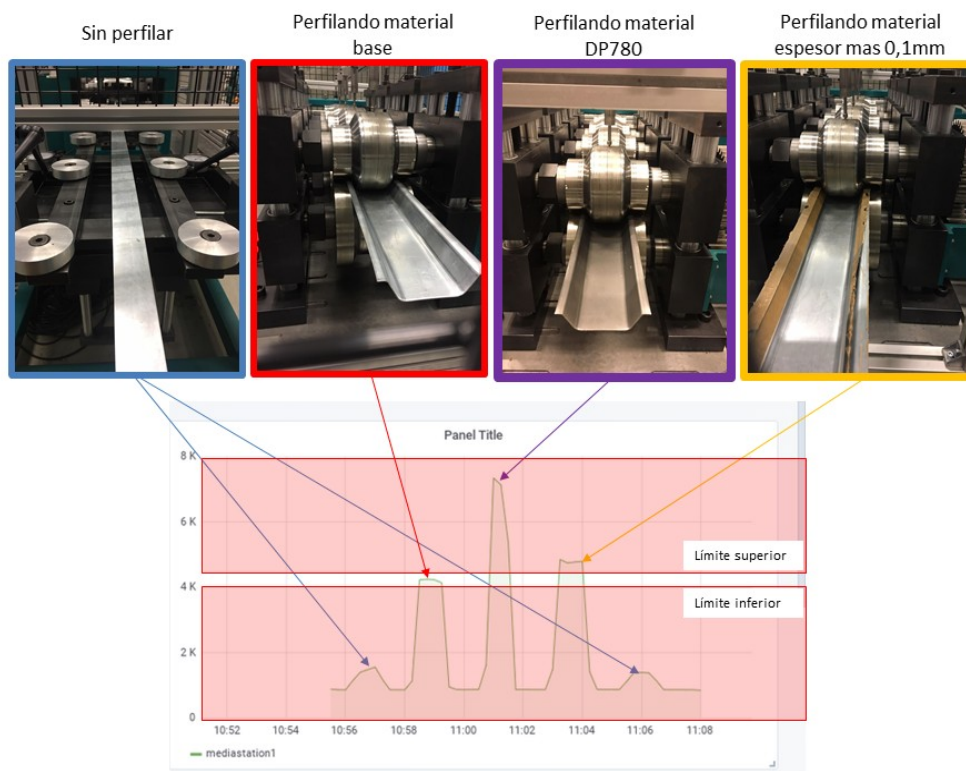 Sin perfilar
Perfilando material
base
Perfilando material
DP780
Perfilando material
espesor mas 0,1mm
Panel Title
8 K
6 K
Límite superior
4 K
Límite inferior
2 K
0
10:52 10:54 10:56 10:58 11:00 11:02 11:04 11:06 11:08
mediastation1